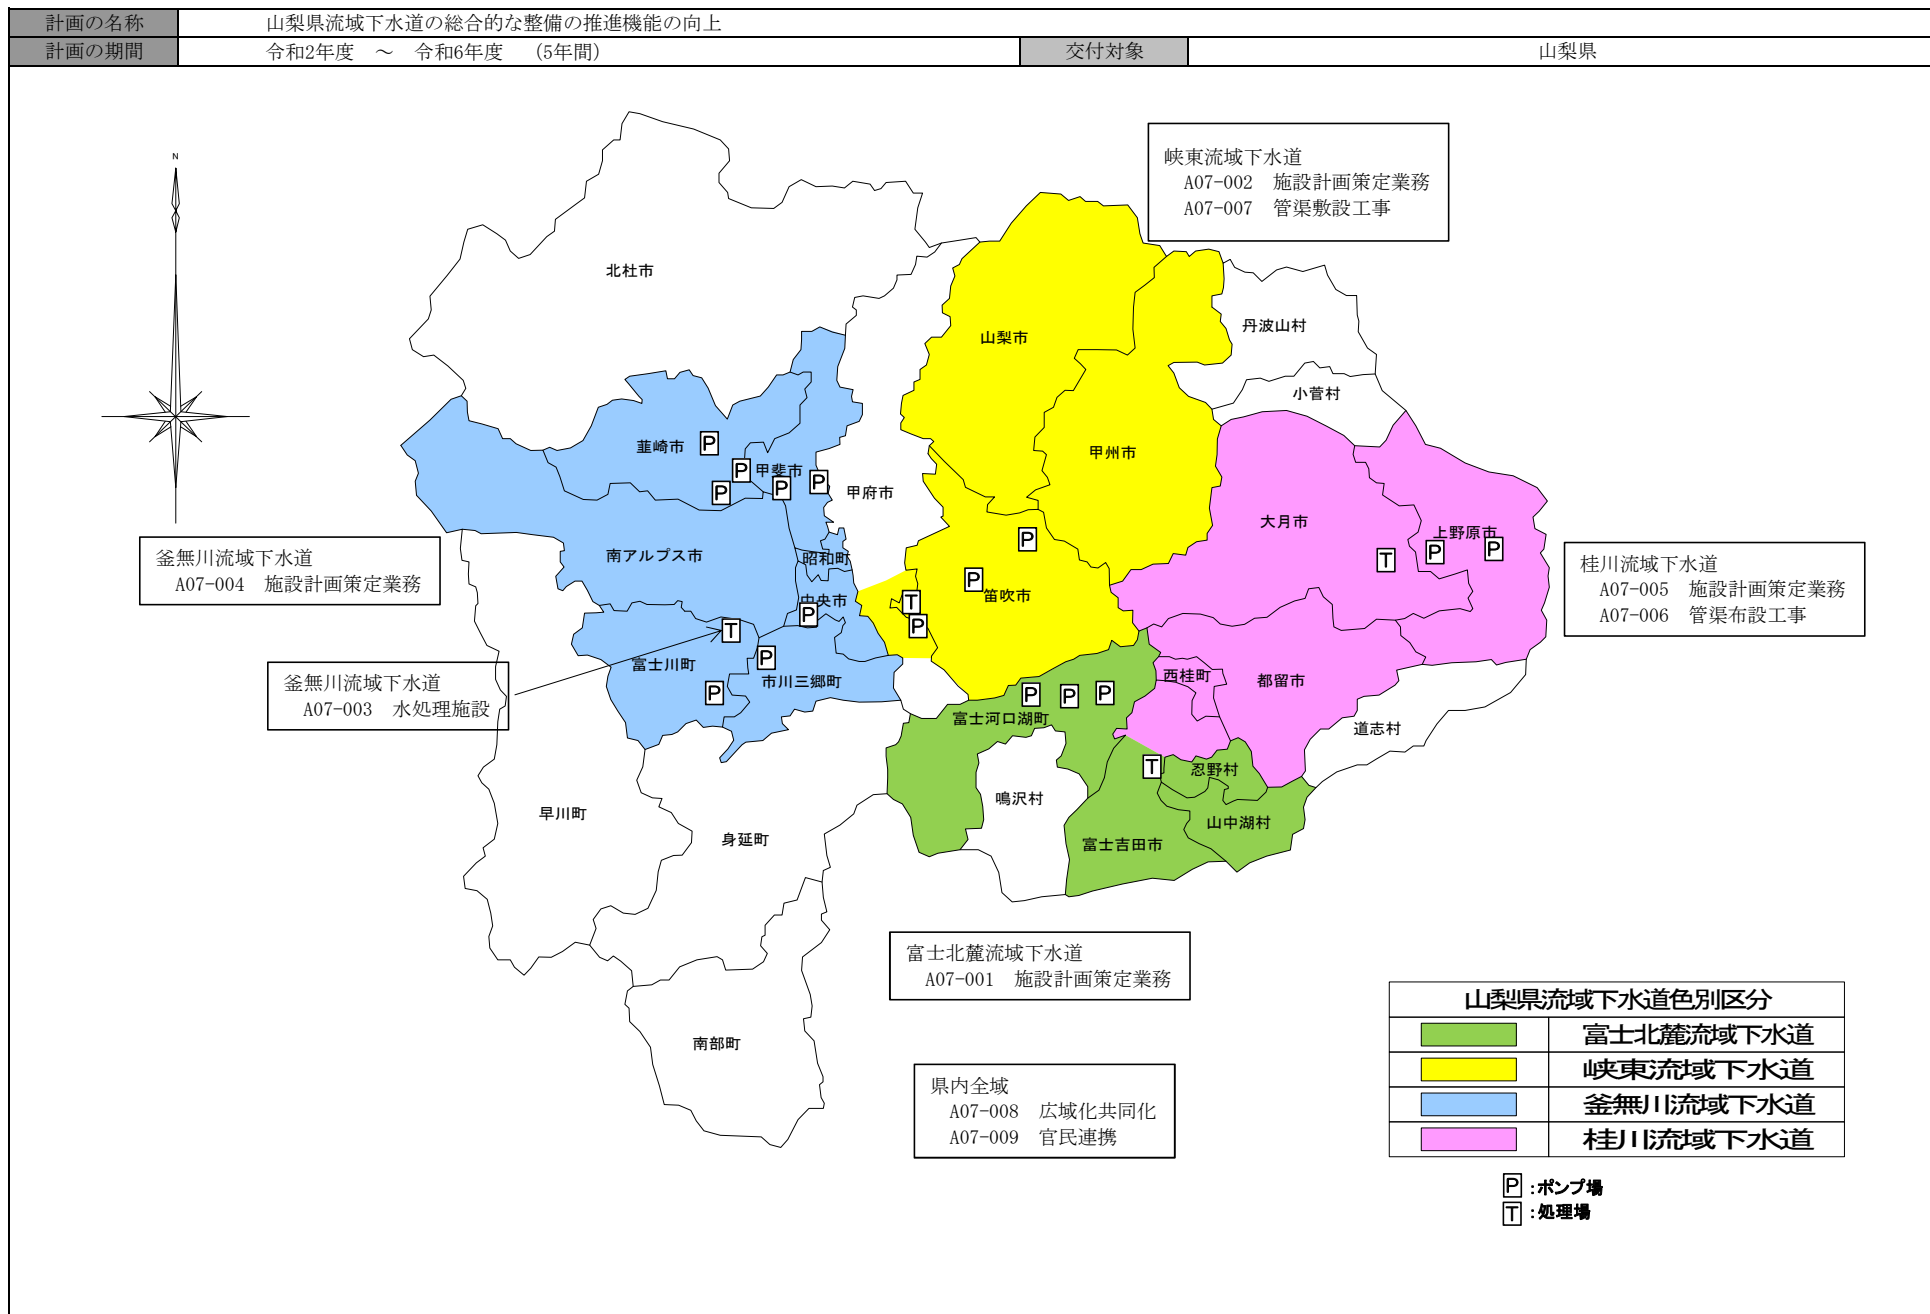 計画の名称 山梨県流域下水道の総合的な整備の推進機能の向上
計画の期間 令和2年度 ～ 令和6年度 (5年間) 交付対象 山梨県
N
峡東流域下水道
A07-002 施設計画策定業務
A07-007 管渠敷設工事
北杜市
丹波山村
山梨市
小菅村
韮崎市
P
甲州市
P
甲斐市
P
P
P
甲府市
大月市
上野原市
P
P
P
T
南アルプス市
昭和町
釜無川流域下水道
A07-004 施設計画策定業務
桂川流域下水道
A07-005 施設計画策定業務
A07-006 管渠布設工事
P
笛吹市
中央市
P
T
P
T
富士川町
P
市川三郷町
P
釜無川流域下水道
A07-003 水処理施設
西桂町
都留市
P
P
P
富士河口湖町
道志村
T
忍野村
鳴沢村
早川町
山中湖村
身延町
富士吉田市
富士北麓流域下水道
A07-001 施設計画策定業務
南部町
県内全域
A07-008 広域化共同化
A07-009 官民連携
山梨県流域下水道色別区分
富士北麓流域下水道
峡東流域下水道
釜無川流域下水道
桂川流域下水道
P :ポンプ場
T :処理場